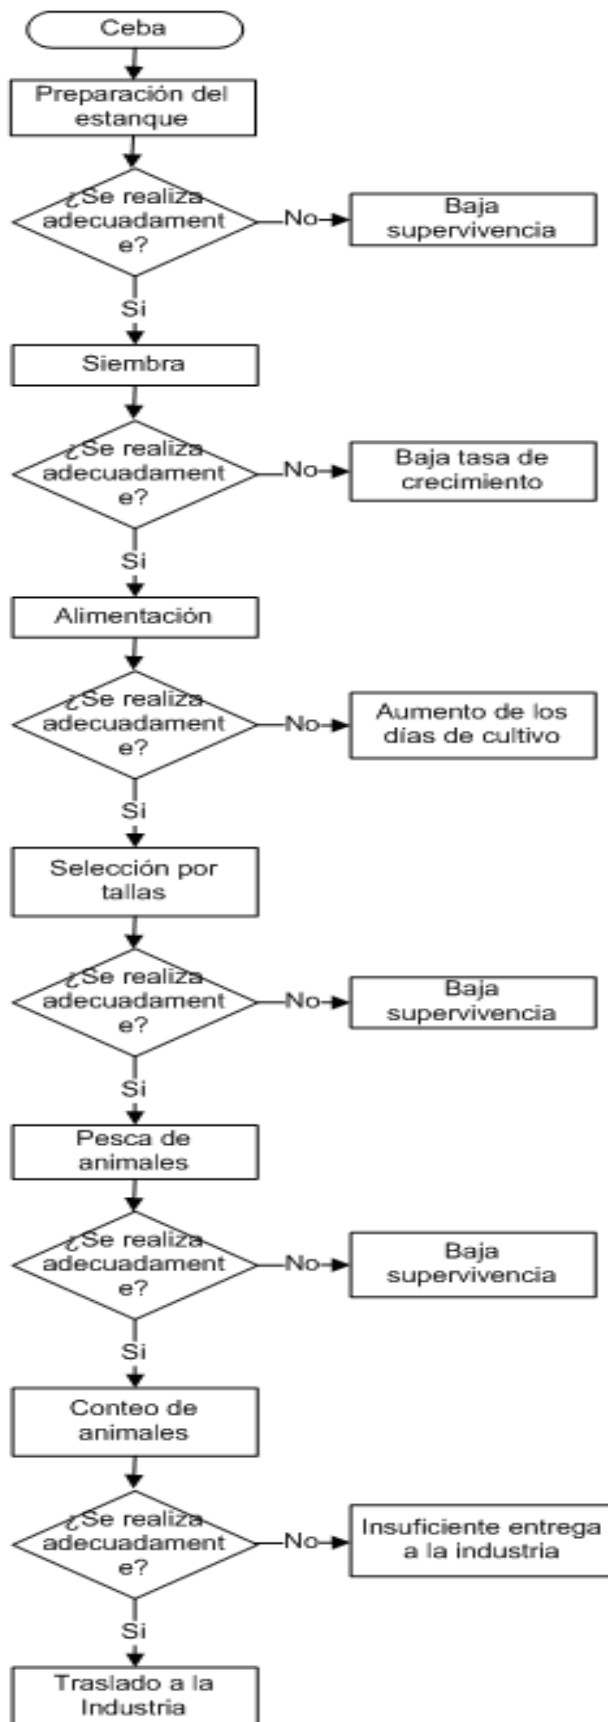 Ceba
Preparación del
estanque
¿Se realiza
adecuadament
e?
No
Baja
supervivencia
Si
Siembra
¿Se realiza
adecuadament
e?
No
Baja tasa de
crecimiento
Si
Alimentación
¿Se realiza
adecuadament
e?
No
Aumento de los
días de cultivo
Si
Selección por
tallas
¿Se realiza
adecuadament
e?
No
Baja
supervivencia
Si
Pesca de
animales
¿Se realiza
adecuadament
e?
No
Baja
supervivencia
Si
Conteo de
animales
¿Se realiza
adecuadament
e?
No
Insuficiente entrega
a la industria
Si
Traslado a la
Industria